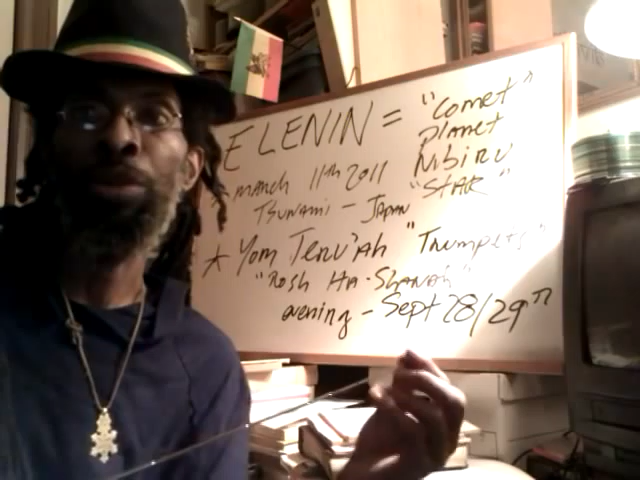 ELENIN = "Comet"
planet
Nibiru
- march 11th 2011 "STAR"
Tsunami - Japan
* Yom Teru'ah "Trumpets"
"Rosh Ha-Shanah"
evening - Sept 28/29th